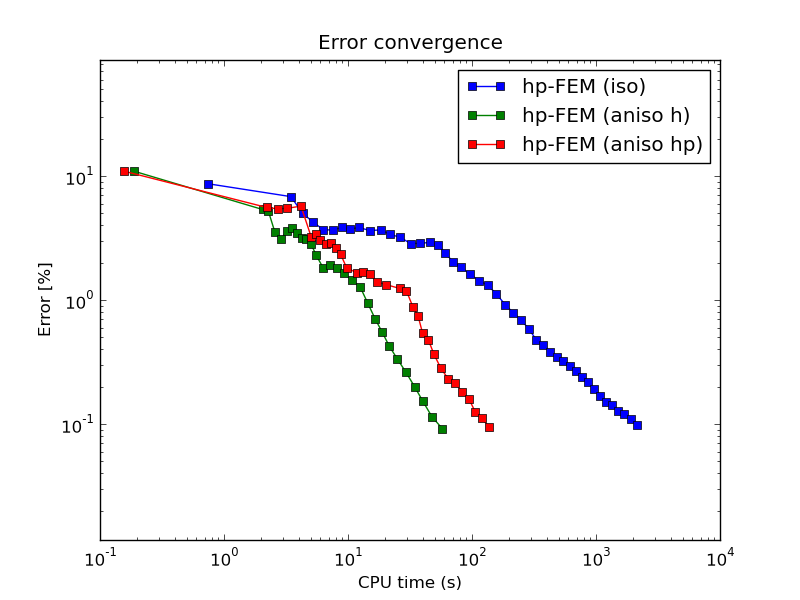 Error convergence
hp-FEM (iso)
hp-FEM (aniso h)
hp-FEM (aniso hp)
10^1
10^0
10^-1
Error [%]
10^-1 10^0 10^1 10^2 10^3 10^4
CPU time (s)